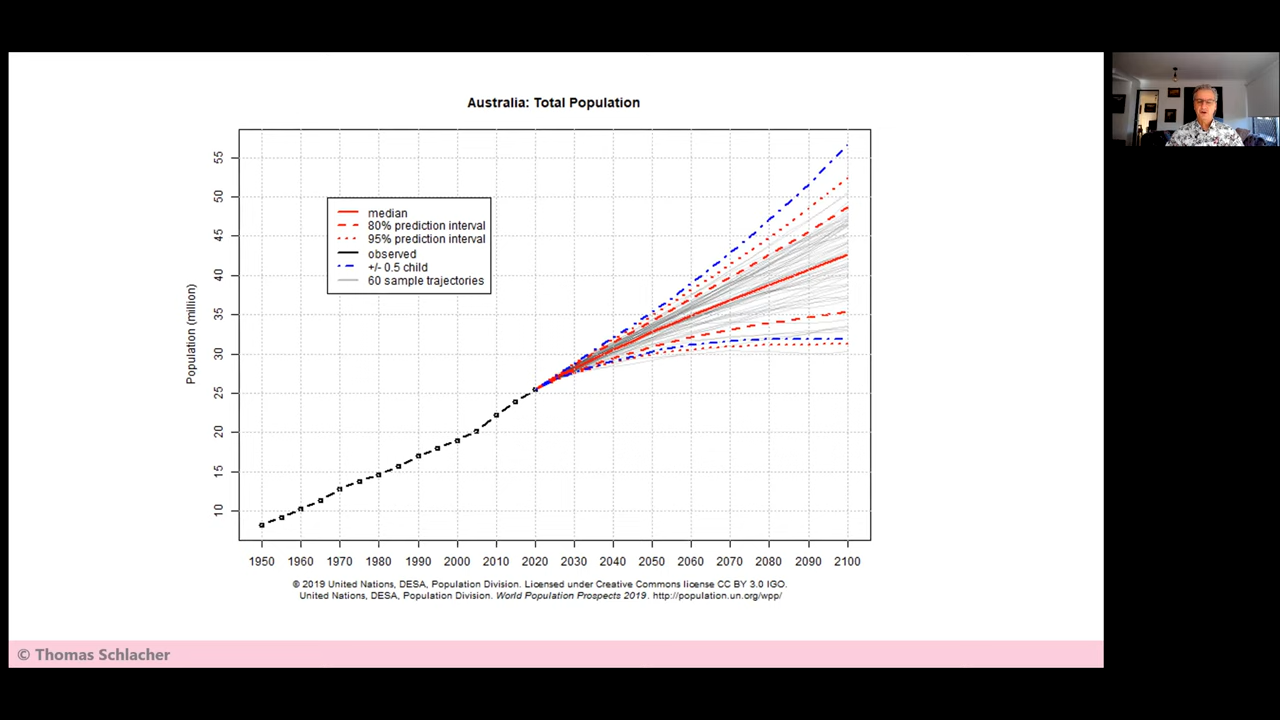 Australia: Total Population
Population (million)
55
50
45
40
35
30
25
20
15
10
median
80% prediction interval
95% prediction interval
observed
+/- 0.5 child
60 sample trajectories
1950 1960 1970 1980 1990 2000 2010 2020 2030 2040 2050 2060 2070 2080 2090 2100
© 2019 United Nations, DESA, Population Division. Licensed under Creative Commons license CC BY 3.0 IGO.
United Nations, DESA, Population Division. World Population Prospects 2019. http://population.un.org/wpp/
© Thomas Schlacher